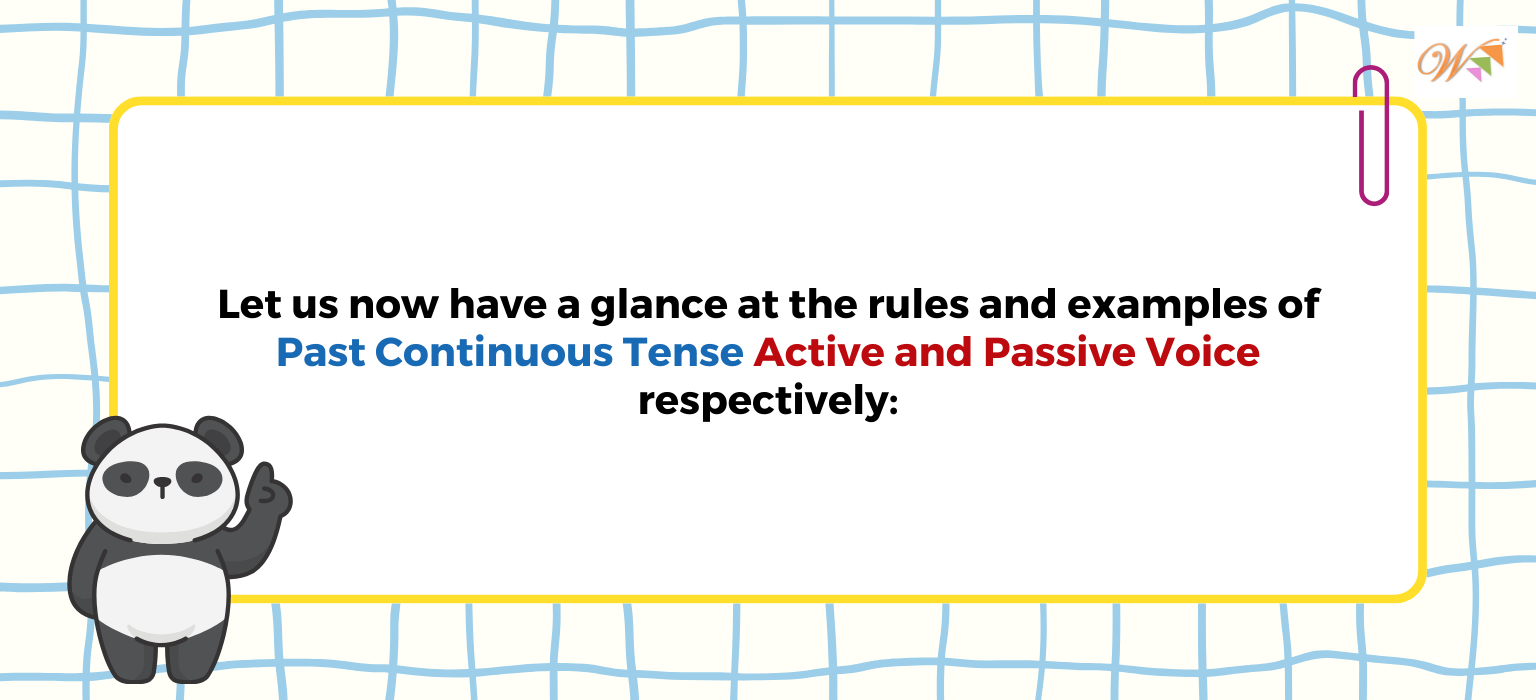 W
Let us now have a glance at the rules and examples of
Past Continuous Tense Active and Passive Voice
respectively: